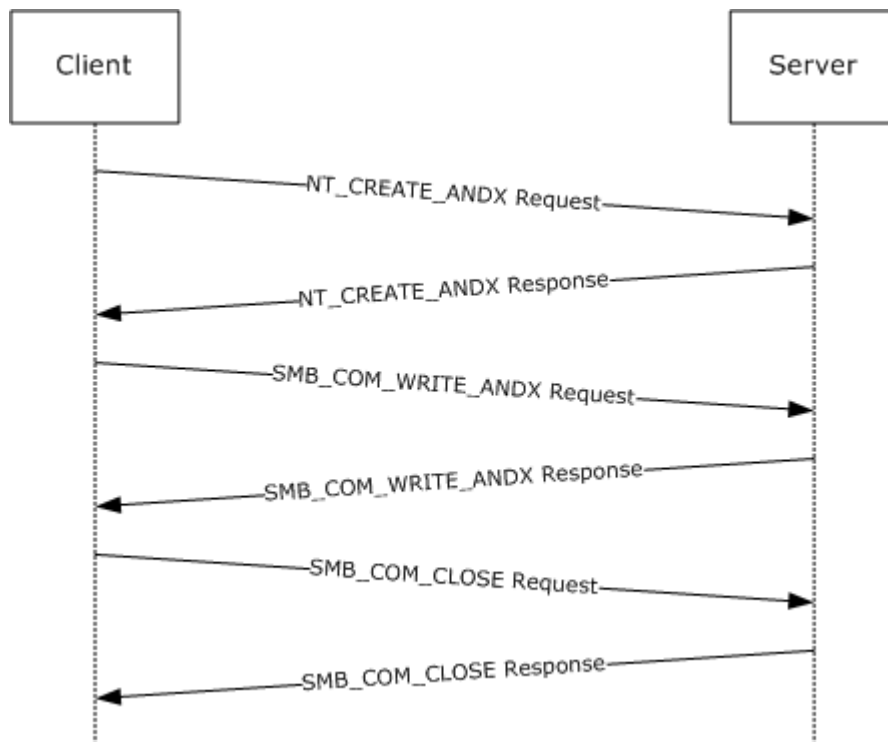 Client
Server
NT_CREATE_ANDX Request
NT_CREATE_ANDX Response
SMB_COM_WRITE_ANDX Request
SMB_COM_WRITE_ANDX Response
SMB_COM_CLOSE Request
SMB_COM_CLOSE Response